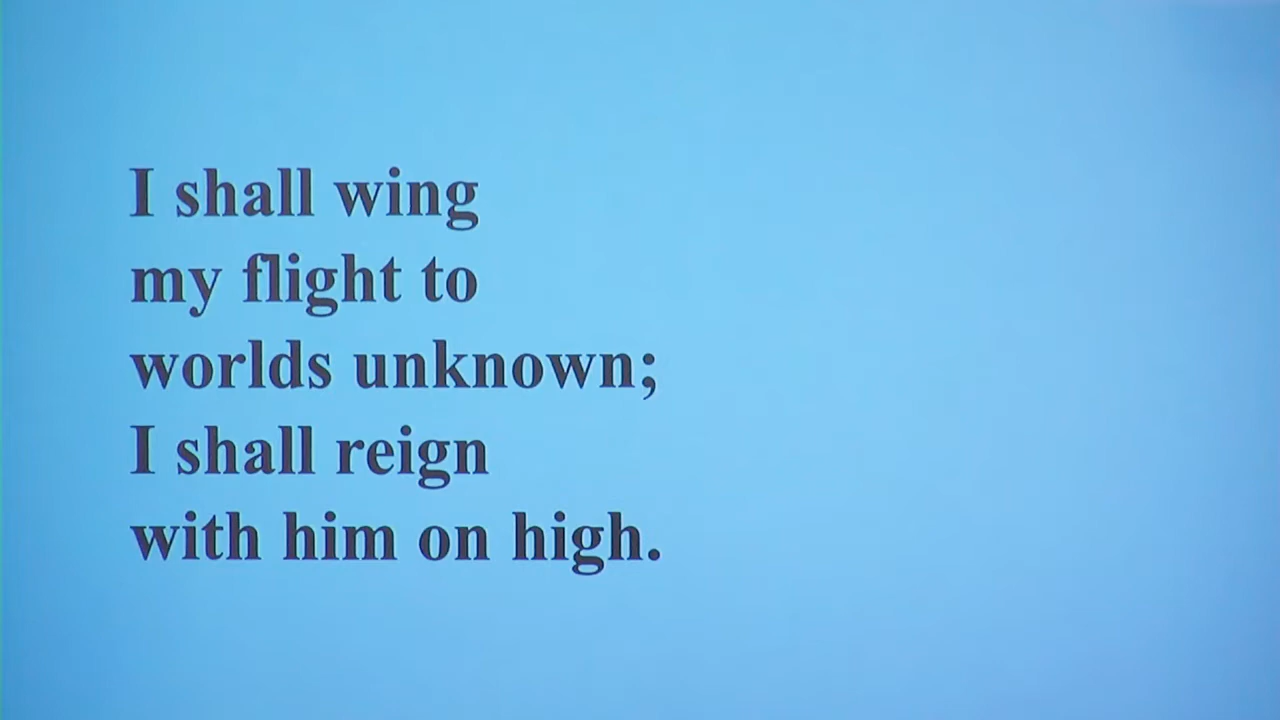 I shall wing
my flight to
worlds unknown;
I shall reign
with him on high.